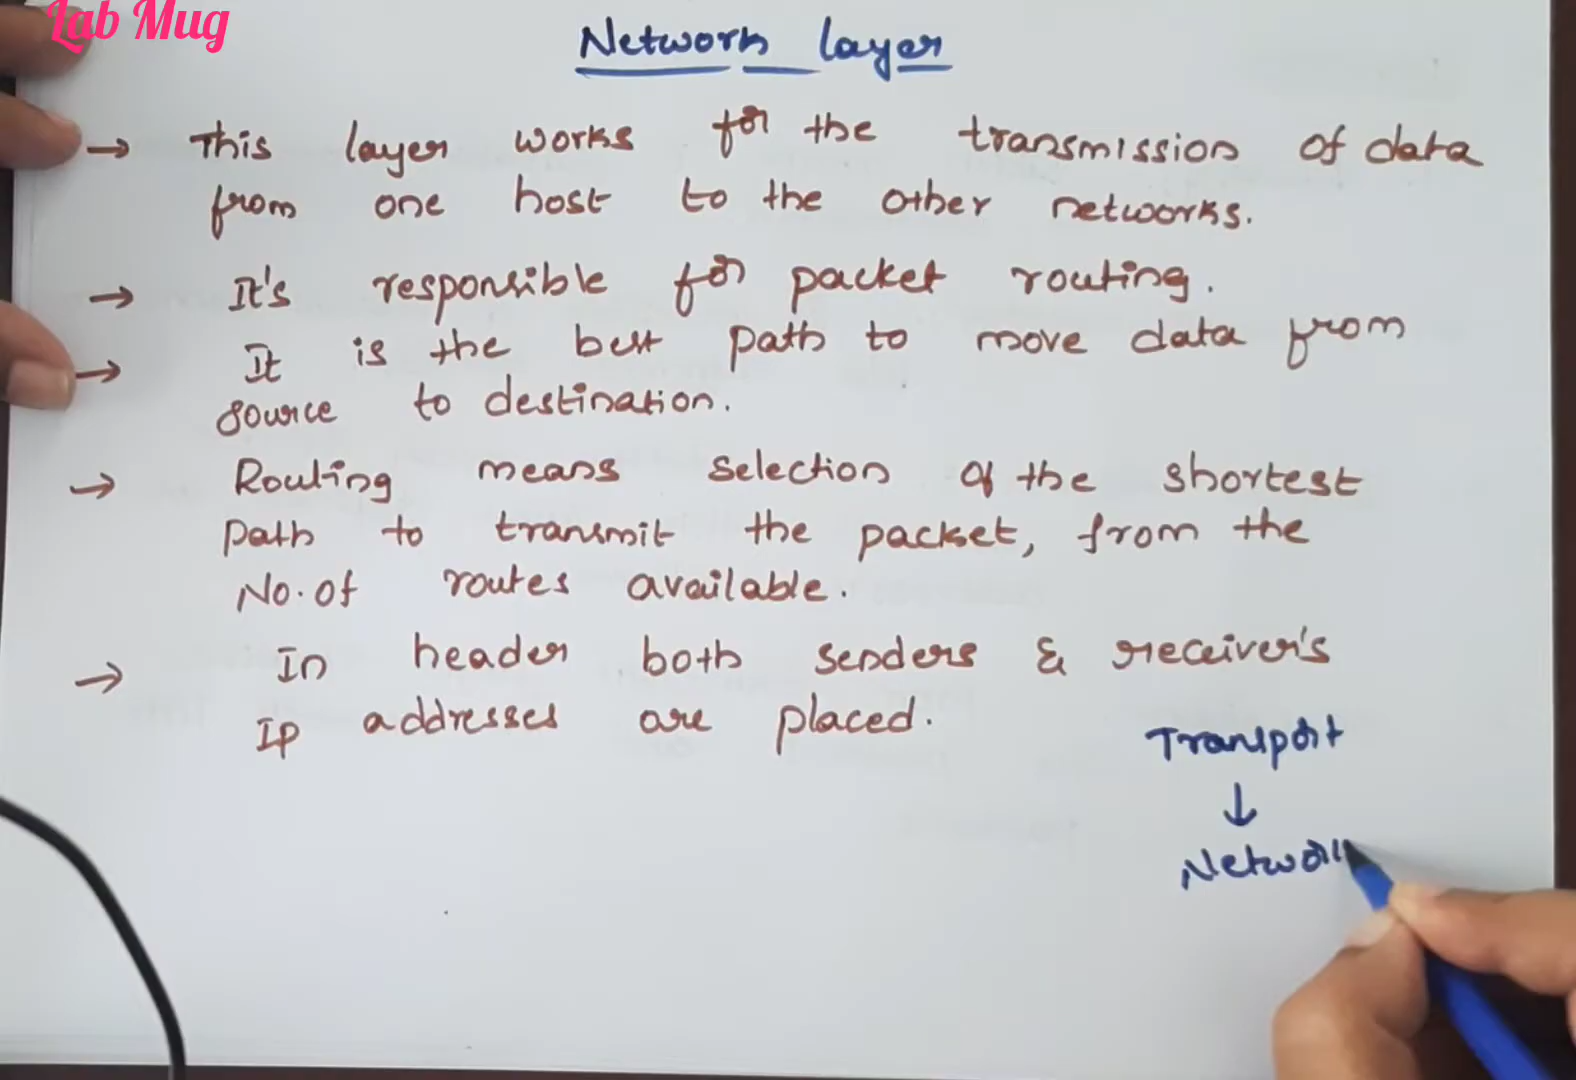 Lab Mug
Network layer
→ This layer works for the transmission of data
from one host to the other networks.
→ It's responsible for packet routing.
→ It is the best path to move data from
source to destination.
→ Routing means selection of the shortest
path to transmit the packet, from the
No. of routes available.
→ In header both senders & receiver's
IP addresses are placed.
Transport
↓
Networ